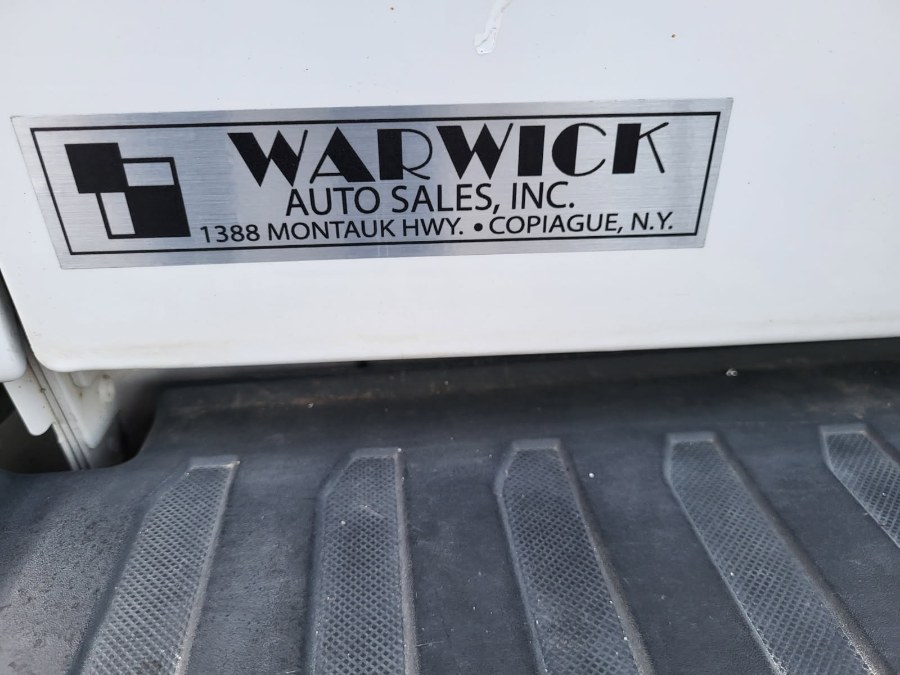 WARWICK
AUTO SALES, INC.
1388 MONTAUK HWY. • COPIAGUE, N.Y.